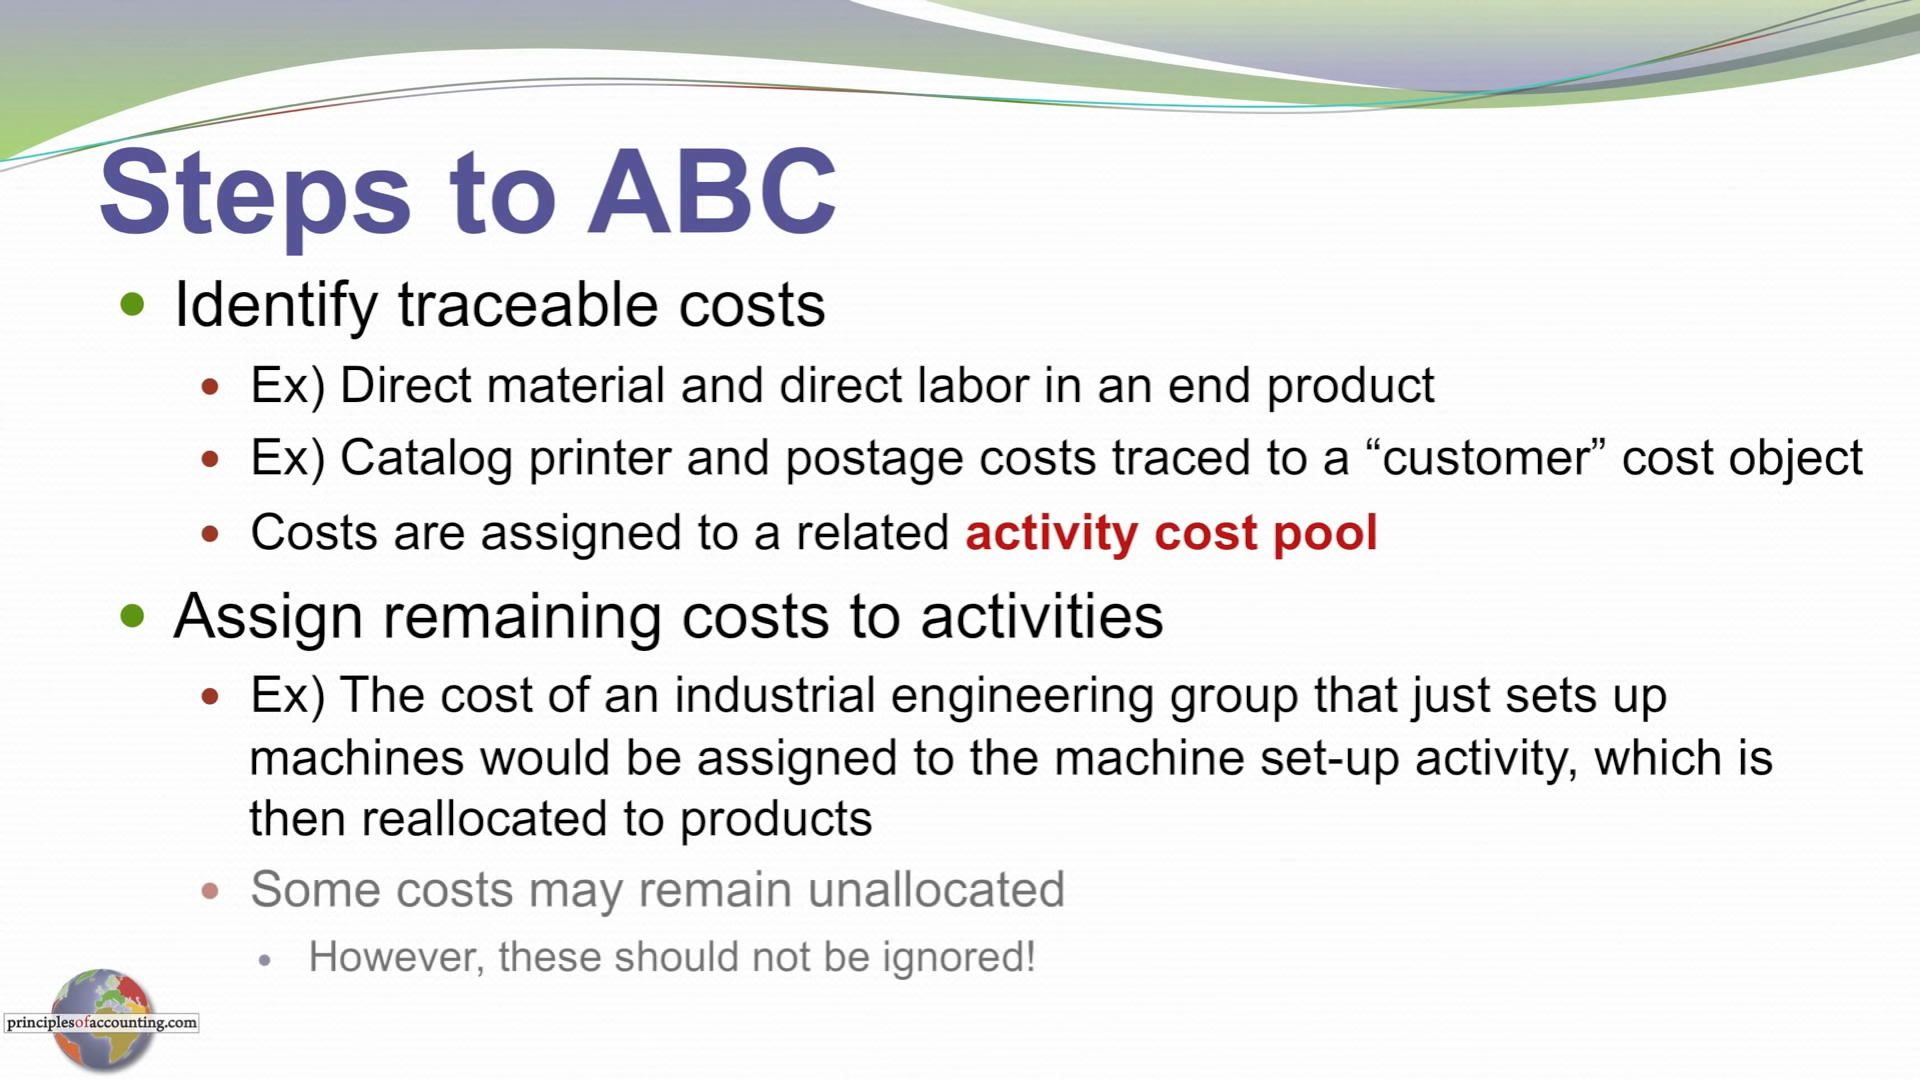 Steps to ABC
Identify traceable costs
Ex) Direct material and direct labor in an end product
Ex) Catalog printer and postage costs traced to a “customer” cost object
Costs are assigned to a related activity cost pool
Assign remaining costs to activities
Ex) The cost of an industrial engineering group that just sets up
machines would be assigned to the machine set-up activity, which is
then reallocated to products
Some costs may remain unallocated
However, these should not be ignored!
principlesofaccounting.com